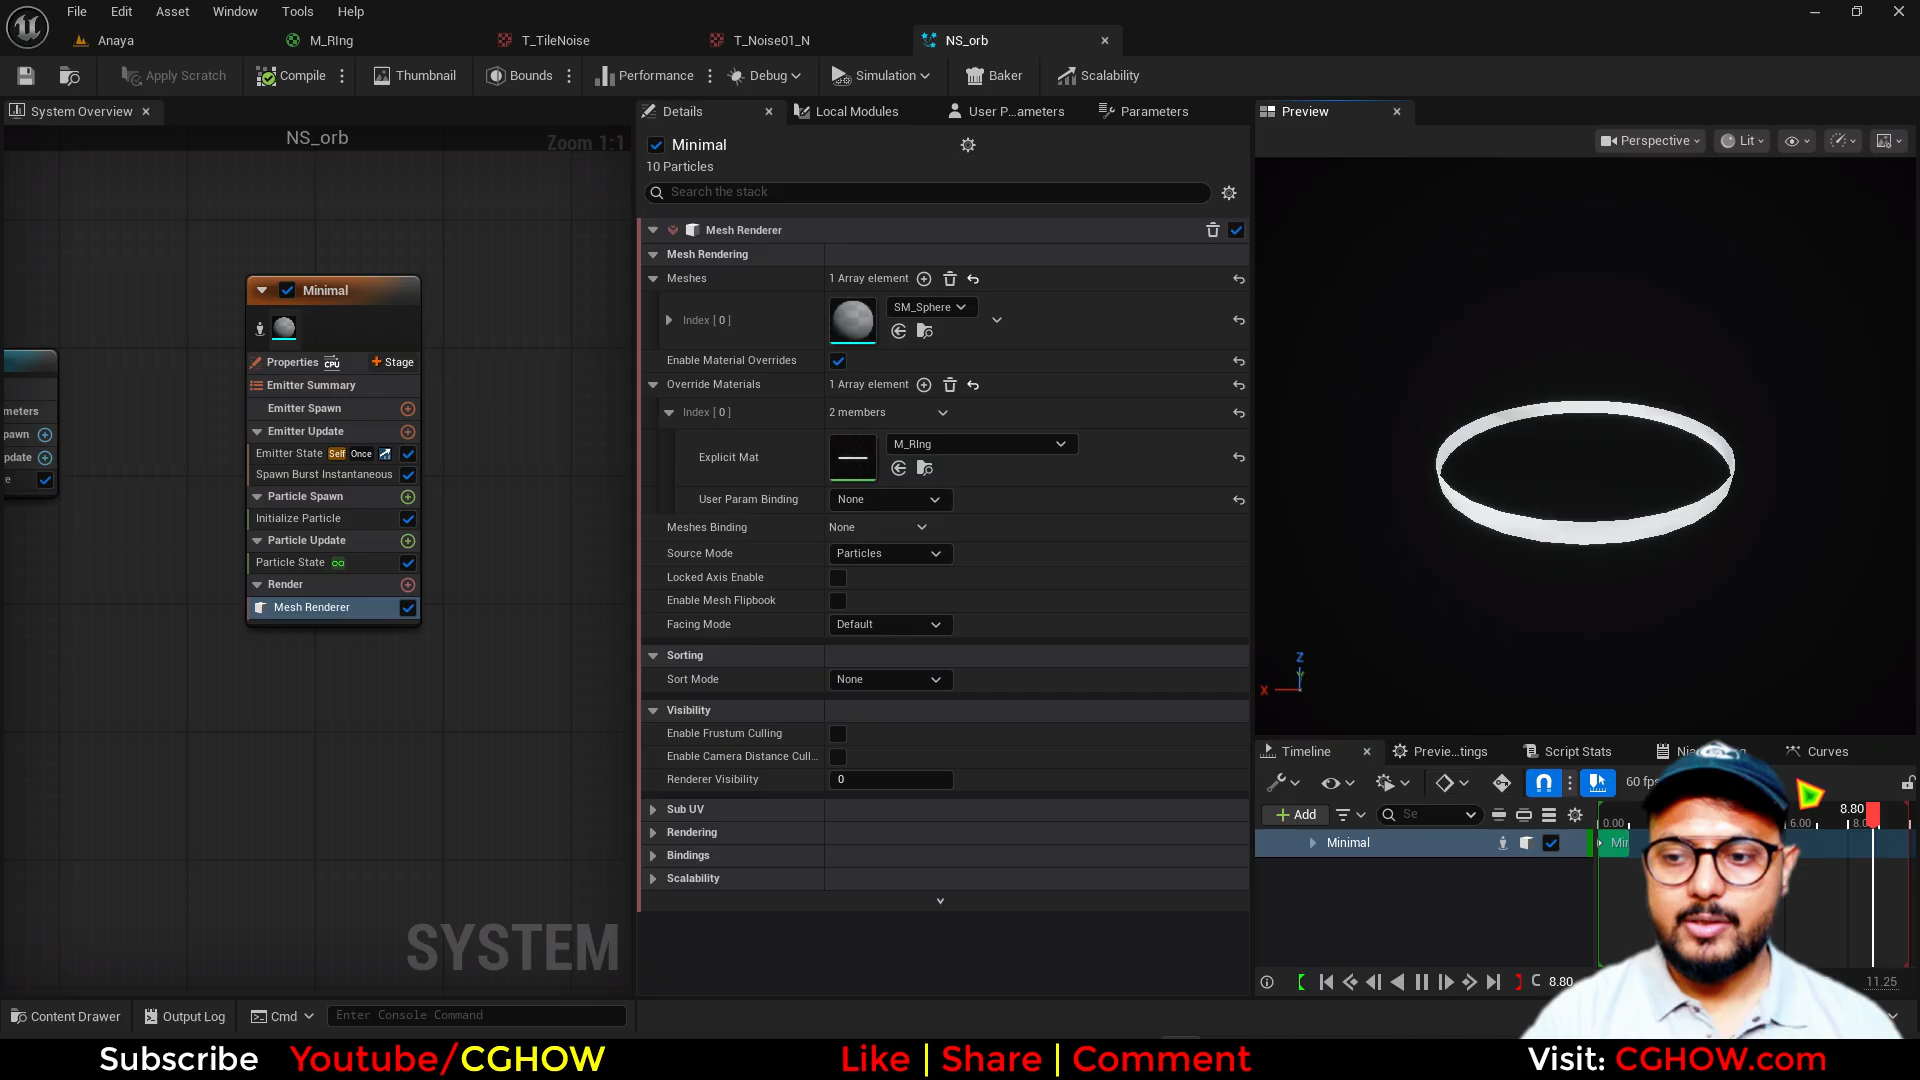 File Edit Asset Window Tools Help
Anaya M_RIng T_TileNoise T_Noise01_N NS_orb
Apply Scratch Compile Thumbnail Bounds Performance Debug Simulation Baker Scalability
System Overview
NS_orb
Zoom 1:1
Minimal
Properties CPU + Stage
Emitter Summary
Emitter Spawn
Emitter Update
Emitter State Self Once
Spawn Burst Instantaneous
Particle Spawn
Initialize Particle
Particle Update
Particle State
Render
Mesh Renderer
meters
pawn
pdate
e
SYSTEM
Details Local Modules User P...ameters Parameters
Minimal
10 Particles
Search the stack
Mesh Renderer
Mesh Rendering
Meshes 1 Array element
Index [ 0 ] SM_Sphere
Enable Material Overrides
Override Materials 1 Array element
Index [ 0 ] 2 members
Explicit Mat M_RIng
User Param Binding None
Meshes Binding None
Source Mode Particles
Locked Axis Enable
Enable Mesh Flipbook
Facing Mode Default
Sorting
Sort Mode None
Visibility
Enable Frustum Culling
Enable Camera Distance Cull...
Renderer Visibility 0
Sub UV
Rendering
Bindings
Scalability
Preview
Perspective Lit
Z
Y
X
Timeline Previe...tings Script Stats Curves
60 fps
+ Add Se 8.80
0.00 6.00 8.0
Minimal Mir
8.80 11.25
Content Drawer Output Log Cmd Enter Console Command
Subscribe Youtube/CGHOW Like | Share | Comment Visit: CGHOW.com